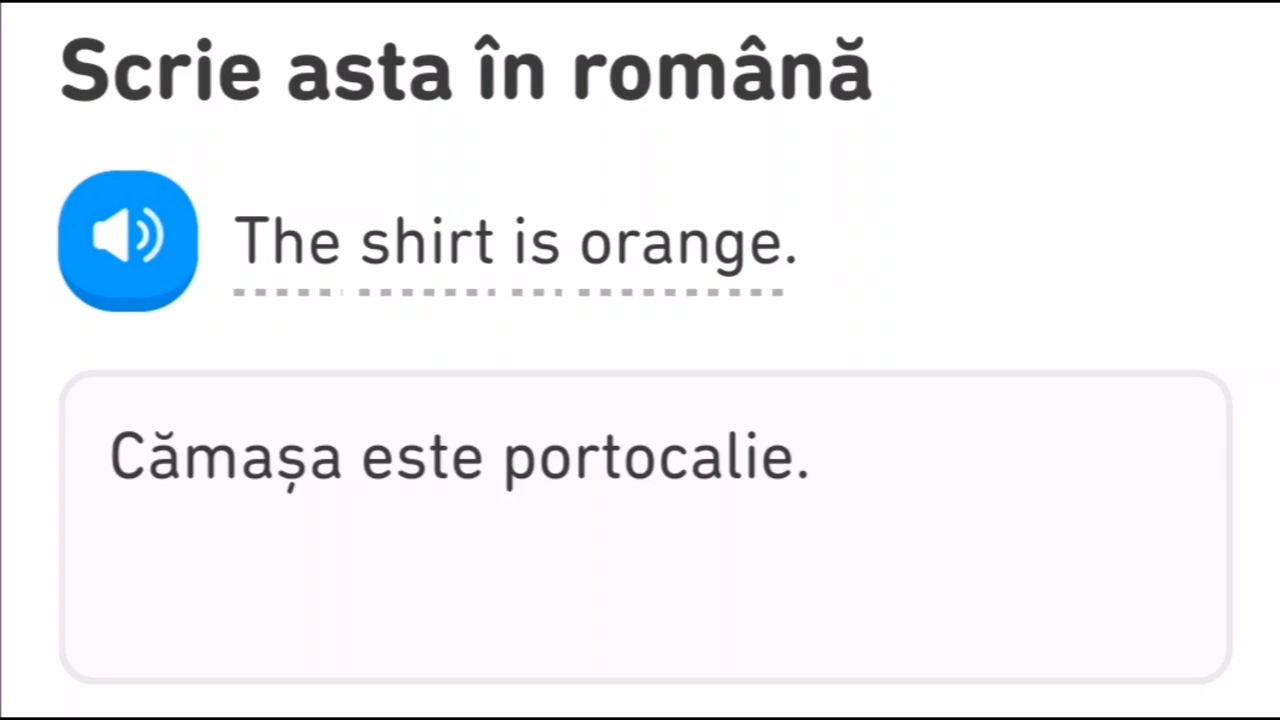 Scrie asta în română
The shirt is orange.
Cămașa este portocalie.